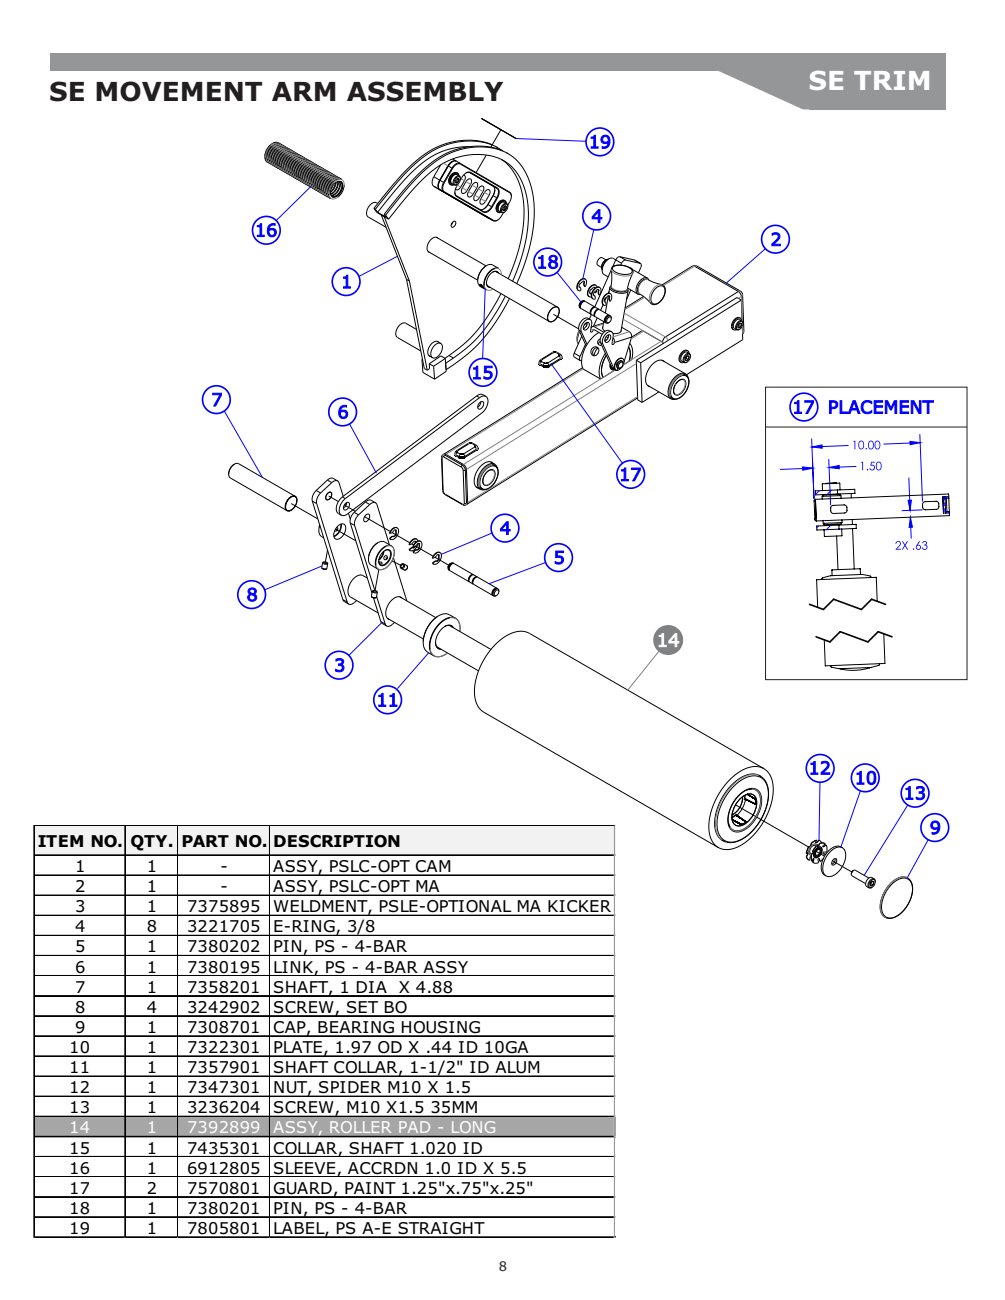 SE MOVEMENT ARM ASSEMBLY
SE TRIM
19
16
4
2
18
1
15
7
6
17
17 PLACEMENT
10.00
1.50
2X .63
4
5
8
3
11
14
12
10
13
9
ITEM NO. QTY. PART NO. DESCRIPTION
1 1 - ASSY, PSLC-OPT CAM
2 1 - ASSY, PSLC-OPT MA
3 1 7375895 WELDMENT, PSLE-OPTIONAL MA KICKER
4 8 3221705 E-RING, 3/8
5 1 7380202 PIN, PS - 4-BAR
6 1 7380195 LINK, PS - 4-BAR ASSY
7 1 7358201 SHAFT, 1 DIA X 4.88
8 4 3242902 SCREW, SET BO
9 1 7308701 CAP, BEARING HOUSING
10 1 7322301 PLATE, 1.97 OD X .44 ID 10GA
11 1 7357901 SHAFT COLLAR, 1-1/2" ID ALUM
12 1 7347301 NUT, SPIDER M10 X 1.5
13 1 3236204 SCREW, M10 X1.5 35MM
14 1 7392899 ASSY, ROLLER PAD - LONG
15 1 7435301 COLLAR, SHAFT 1.020 ID
16 1 6912805 SLEEVE, ACCRDN 1.0 ID X 5.5
17 2 7570801 GUARD, PAINT 1.25"x.75"x.25"
18 1 7380201 PIN, PS - 4-BAR
19 1 7805801 LABEL, PS A-E STRAIGHT
8